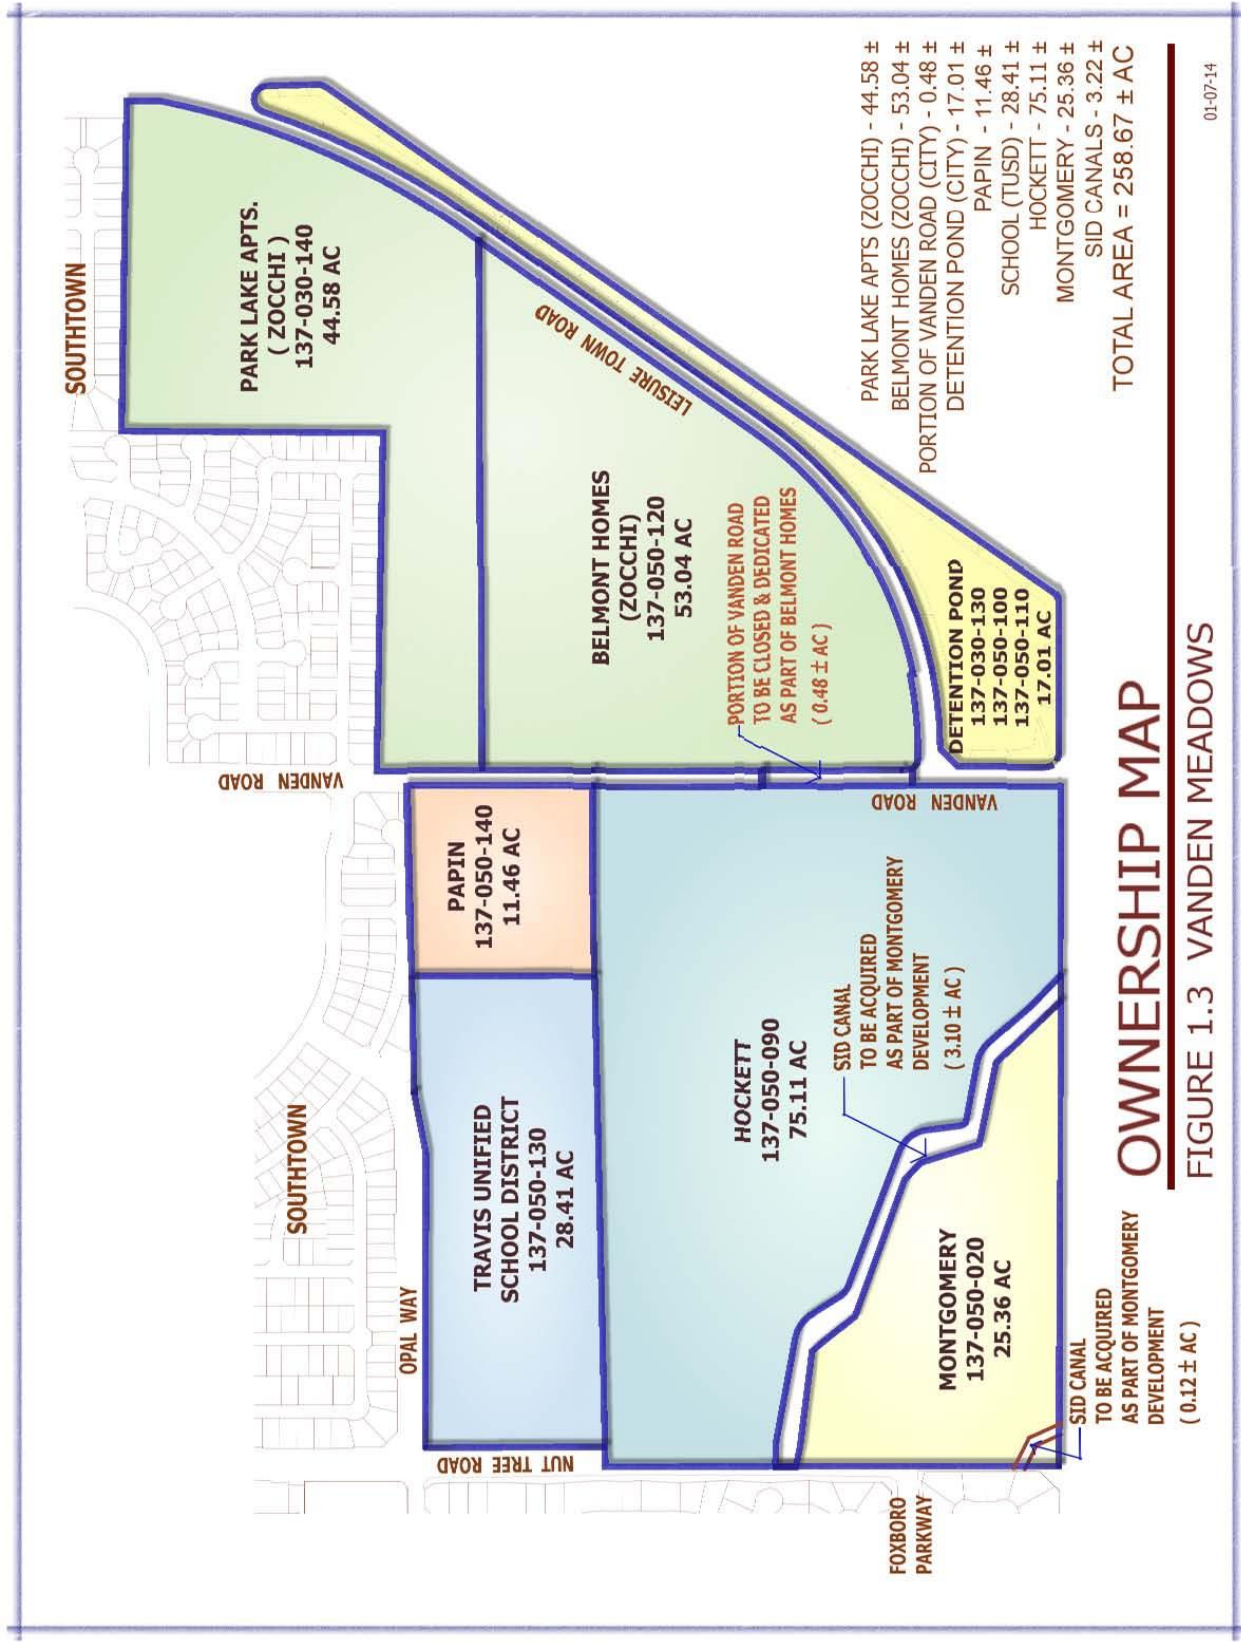 SOUTHTOWN
PARK LAKE APTS.
( ZOCCHI )
137-030-140
44.58 AC
LEISURE TOWN ROAD
BELMONT HOMES
(ZOCCHI)
137-050-120
53.04 AC
PORTION OF VANDEN ROAD
TO BE CLOSED & DEDICATED
AS PART OF BELMONT HOMES
( 0.48 ± AC )
DETENTION POND
137-030-130
137-050-100
137-050-110
17.01 AC
VANDEN ROAD
VANDEN ROAD
PAPIN
137-050-140
11.46 AC
SOUTHTOWN
OPAL WAY
TRAVIS UNIFIED
SCHOOL DISTRICT
137-050-130
28.41 AC
NUT TREE ROAD
HOCKETT
137-050-090
75.11 AC
SID CANAL
TO BE ACQUIRED
AS PART OF MONTGOMERY
DEVELOPMENT
( 3.10 ± AC )
MONTGOMERY
137-050-020
25.36 AC
FOXBORO
PARKWAY
SID CANAL
TO BE ACQUIRED
AS PART OF MONTGOMERY
DEVELOPMENT
( 0.12 ± AC )
PARK LAKE APTS (ZOCCHI) - 44.58 ±
BELMONT HOMES (ZOCCHI) - 53.04 ±
PORTION OF VANDEN ROAD (CITY) - 0.48 ±
DETENTION POND (CITY) - 17.01 ±
PAPIN - 11.46 ±
SCHOOL (TUSD) - 28.41 ±
HOCKETT - 75.11 ±
MONTGOMERY - 25.36 ±
SID CANALS - 3.22 ±
TOTAL AREA = 258.67 ± AC
OWNERSHIP MAP
FIGURE 1.3 VANDEN MEADOWS
01-07-14